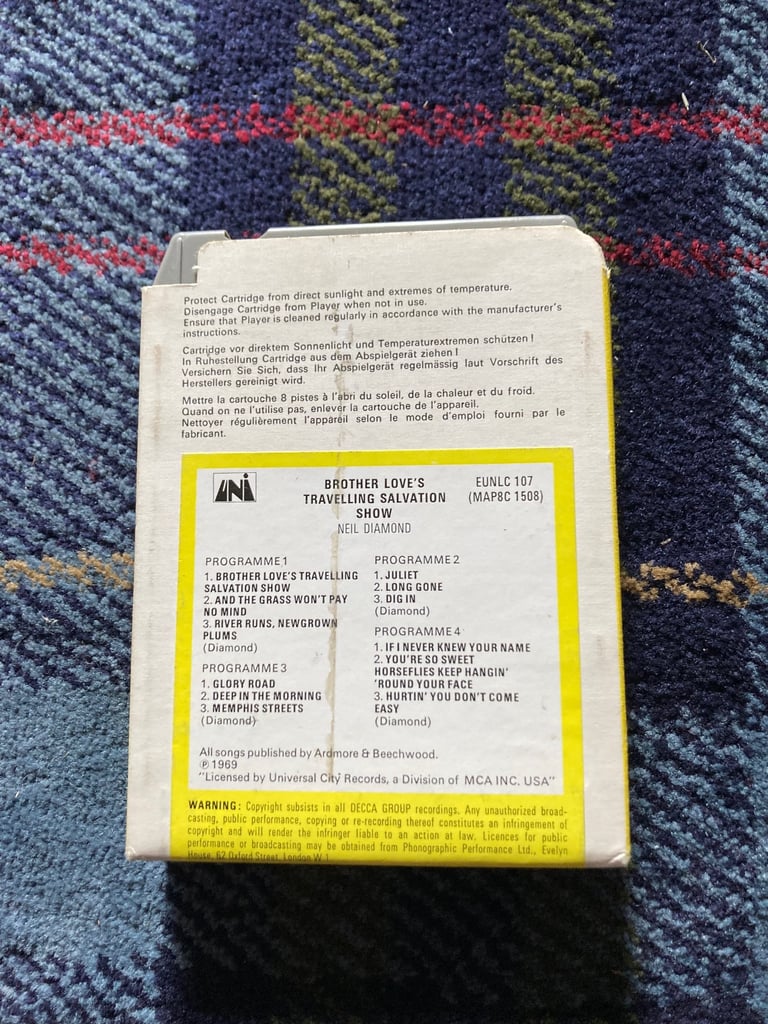 Protect Cartridge from direct sunlight and extremes of temperature.
Disengage Cartridge from Player when not in use.
Ensure that Player is cleaned regularly in accordance with the manufacturer's
instructions.
Cartridge vor direktem Sonnenlicht und Temperaturextremen schützen!
In Ruhestellung Cartridge aus dem Abspielgerät ziehen!
Versichern Sie Sich, dass Ihr Abspielgerät regelmässig laut Vorschrift des
Herstellers gereinigt wird.
Mettre la cartouche 8 pistes à l'abri du soleil, de la chaleur et du froid.
Quand on ne l'utilise pas, enlever la cartouche de l'appareil.
Nettoyer régulièrement l'appareil selon le mode d'emploi fourni par le
fabricant.
UNI
BROTHER LOVE'S
TRAVELLING SALVATION
SHOW
NEIL DIAMOND
EUNLC 107
(MAP8C 1508)
PROGRAMME 1
1. BROTHER LOVE'S TRAVELLING
SALVATION SHOW
2. AND THE GRASS WON'T PAY
NO MIND
3. RIVER RUNS, NEWGROWN
PLUMS
(Diamond)
PROGRAMME 2
1. JULIET
2. LONG GONE
3. DIG IN
(Diamond)
PROGRAMME 3
1. GLORY ROAD
2. DEEP IN THE MORNING
3. MEMPHIS STREETS
(Diamond)
PROGRAMME 4
1. IF I NEVER KNEW YOUR NAME
2. YOU'RE SO SWEET
HORSEFLIES KEEP HANGIN'
'ROUND YOUR FACE
3. HURTIN' YOU DON'T COME
EASY
(Diamond)
All songs published by Ardmore & Beechwood.
℗ 1969
"Licensed by Universal City Records, a Division of MCA INC. USA"
WARNING: Copyright subsists in all DECCA GROUP recordings. Any unauthorized broad-
casting, public performance, copying or re-recording thereof constitutes an infringement of
copyright and will render the infringer liable to an action at law. Licences for public
performance or broadcasting may be obtained from Phonographic Performance Ltd., Evelyn
House, 62 Oxford Street, London W.1